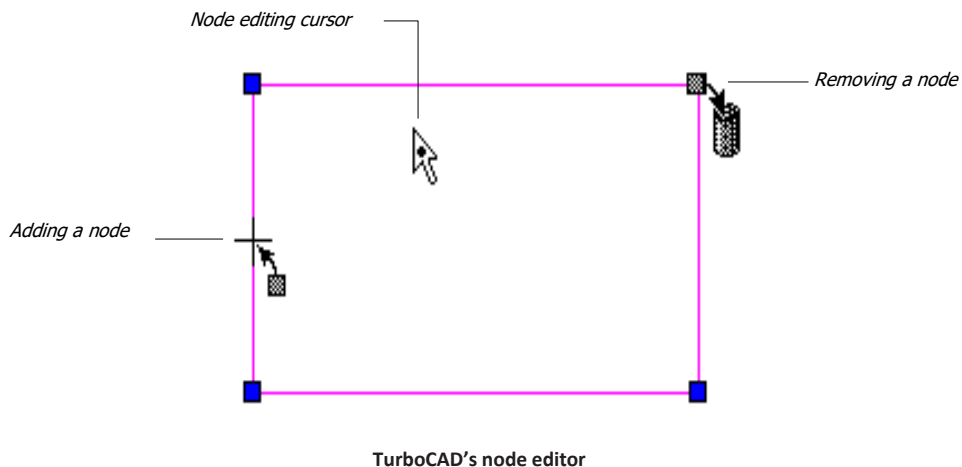 Node editing cursor
Removing a node
Adding a node
TurboCAD’s node editor